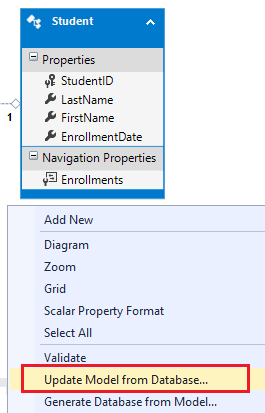 Student
Properties
StudentID
LastName
FirstName
EnrollmentDate
1
Navigation Properties
Enrollments
Add New
Diagram
Zoom
Grid
Scalar Property Format
Select All
Validate
Update Model from Database...
Generate Database from Model...